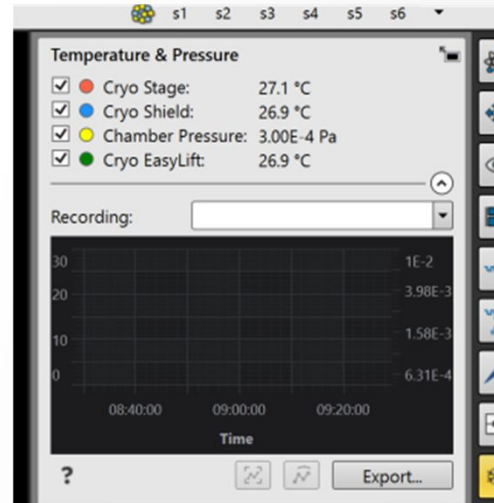 s1 s2 s3 s4 s5 s6
Temperature & Pressure
Cryo Stage: 27.1 °C
Cryo Shield: 26.9 °C
Chamber Pressure: 3.00E-4 Pa
Cryo EasyLift: 26.9 °C
Recording:
30 1E-2
20 3.98E-3
10 1.58E-3
0 6.31E-4
08:40:00 09:00:00 09:20:00
Time
? Export...